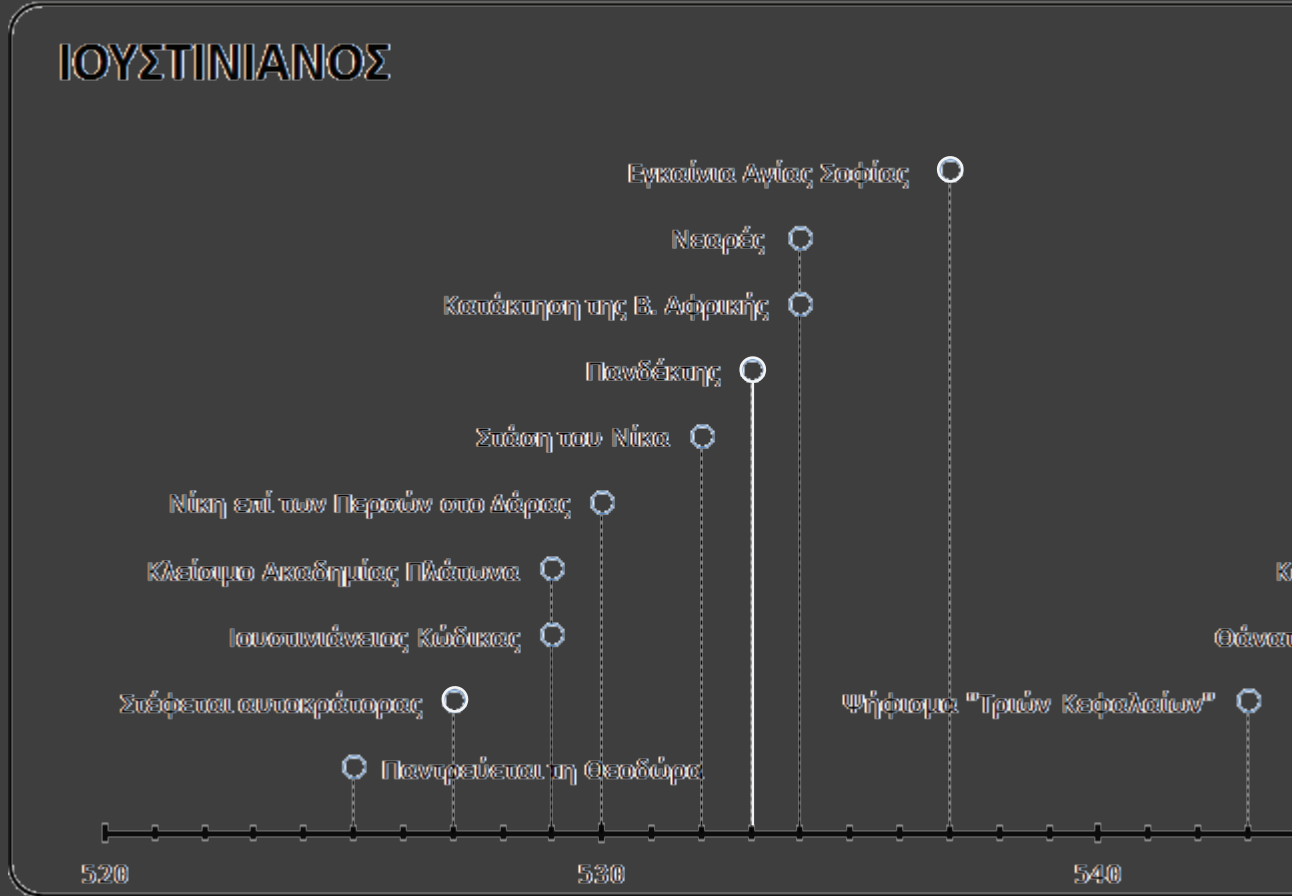 ΙΟΥΣΤΙΝΙΑΝΟΣ
Εγκαίνια Αγίας Σοφίας
Νεαρές
Κατάκτηση της Β. Αφρικής
Πανδέκτης
Στάση του Νίκα
Νίκη επί των Περσών στο Δάρας
Κλείσιμο Ακαδημίας Πλάτωνα
Ιουστινιάνειος Κώδικας
Στέφεται αυτοκράτορας
Ψήφισμα "Τριών Κεφαλαίων"
Παντρεύεται τη Θεοδώρα
520 530 540